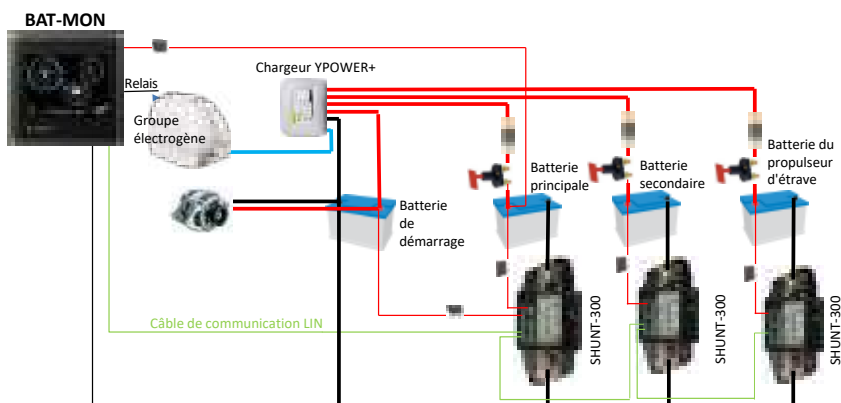 BAT-MON
Chargeur YPOWER+
Relais
Groupe
électrogène
Batterie
principale
Batterie
secondaire
Batterie du
propulseur
d'étrave
Batterie
de
démarrage
Câble de communication LIN
SHUNT-300
SHUNT-300
SHUNT-300